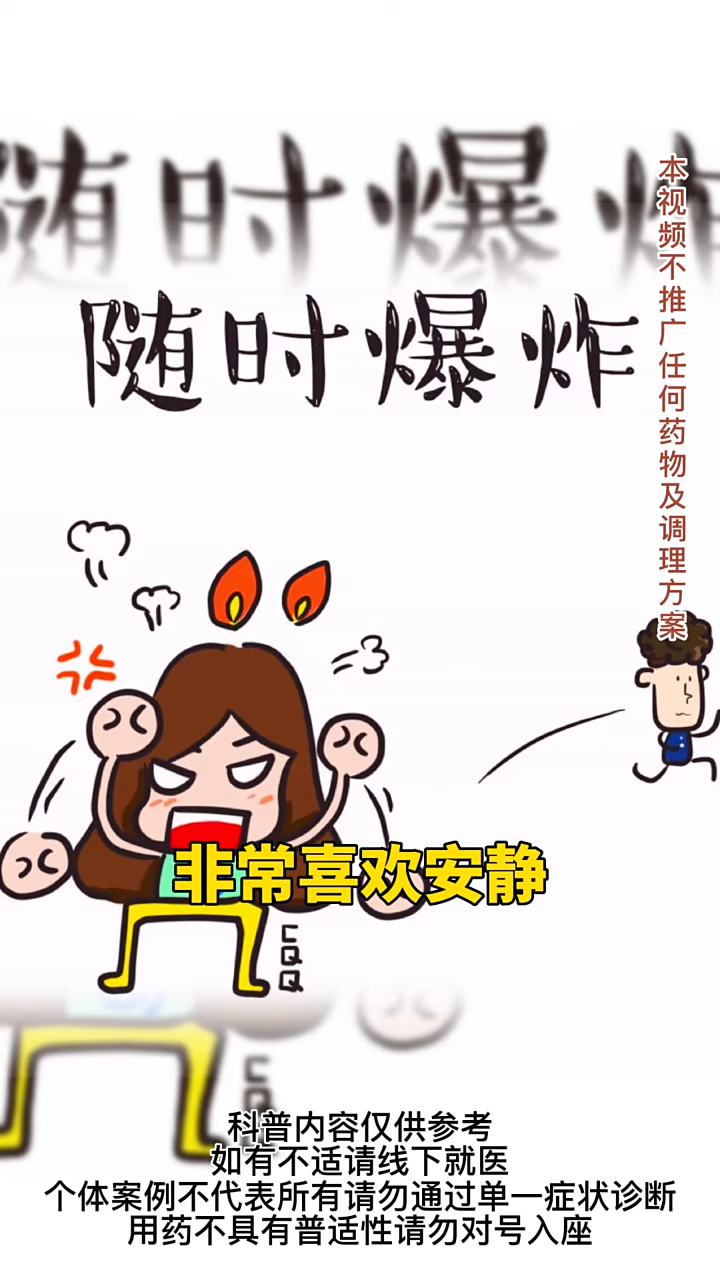 随时爆炸
随时爆炸
本视频不推广任何药物及调理方案
非常喜欢安静
CQQ
CQ
科普内容仅供参考
如有不适请线下就医
个体案例不代表所有请勿通过单一症状诊断
用药不具有普适性请勿对号入座